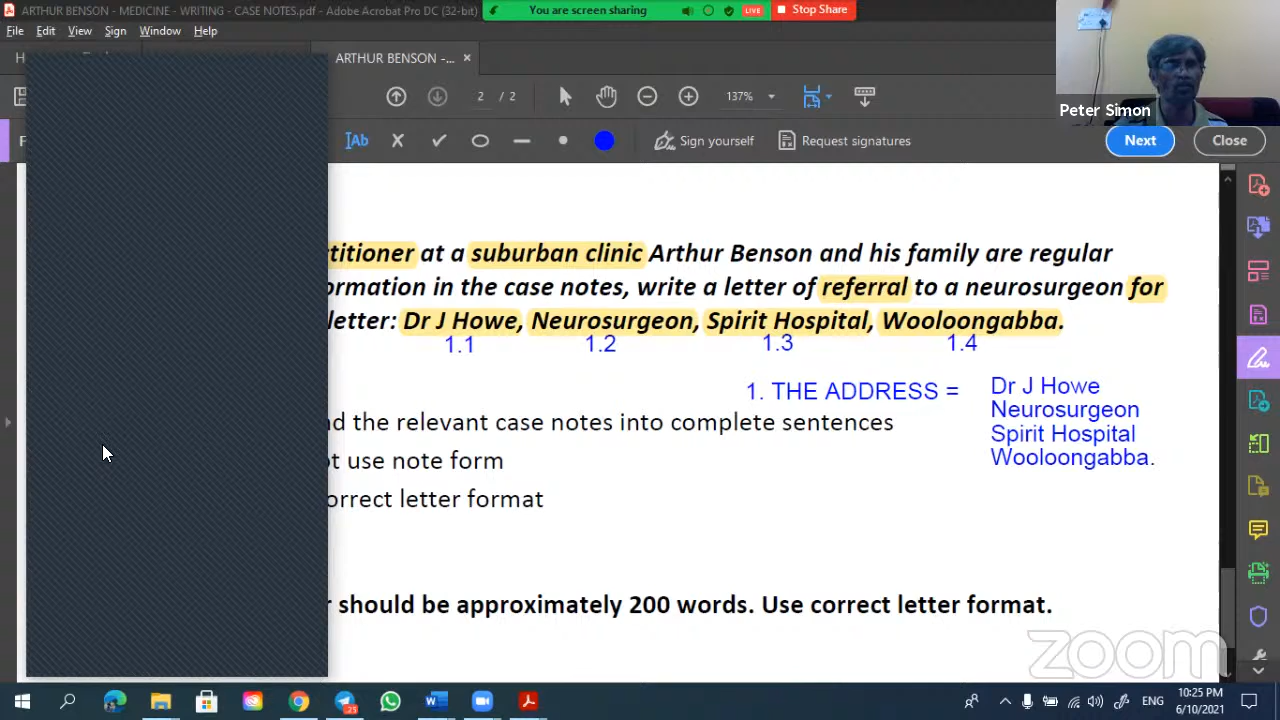 ARTHUR BENSON - MEDICINE - WRITING - CASE NOTES.pdf - Adobe Acrobat Pro DC (32-bit)
You are screen sharing
LIVE
Stop Share
File Edit View Sign Window Help
ARTHUR BENSON -... ×
2 / 2
137%
Peter Simon
Ab
Sign yourself
Request signatures
Next
Close
titioner at a suburban clinic Arthur Benson and his family are regular
ormation in the case notes, write a letter of referral to a neurosurgeon for
letter: Dr J Howe, Neurosurgeon, Spirit Hospital, Wooloongabba.
1.1 1.2 1.3 1.4
1. THE ADDRESS =
Dr J Howe
Neurosurgeon
Spirit Hospital
Wooloongabba.
nd the relevant case notes into complete sentences
ot use note form
orrect letter format
r should be approximately 200 words. Use correct letter format.
zoom
25
ENG
10:25 PM
6/10/2021